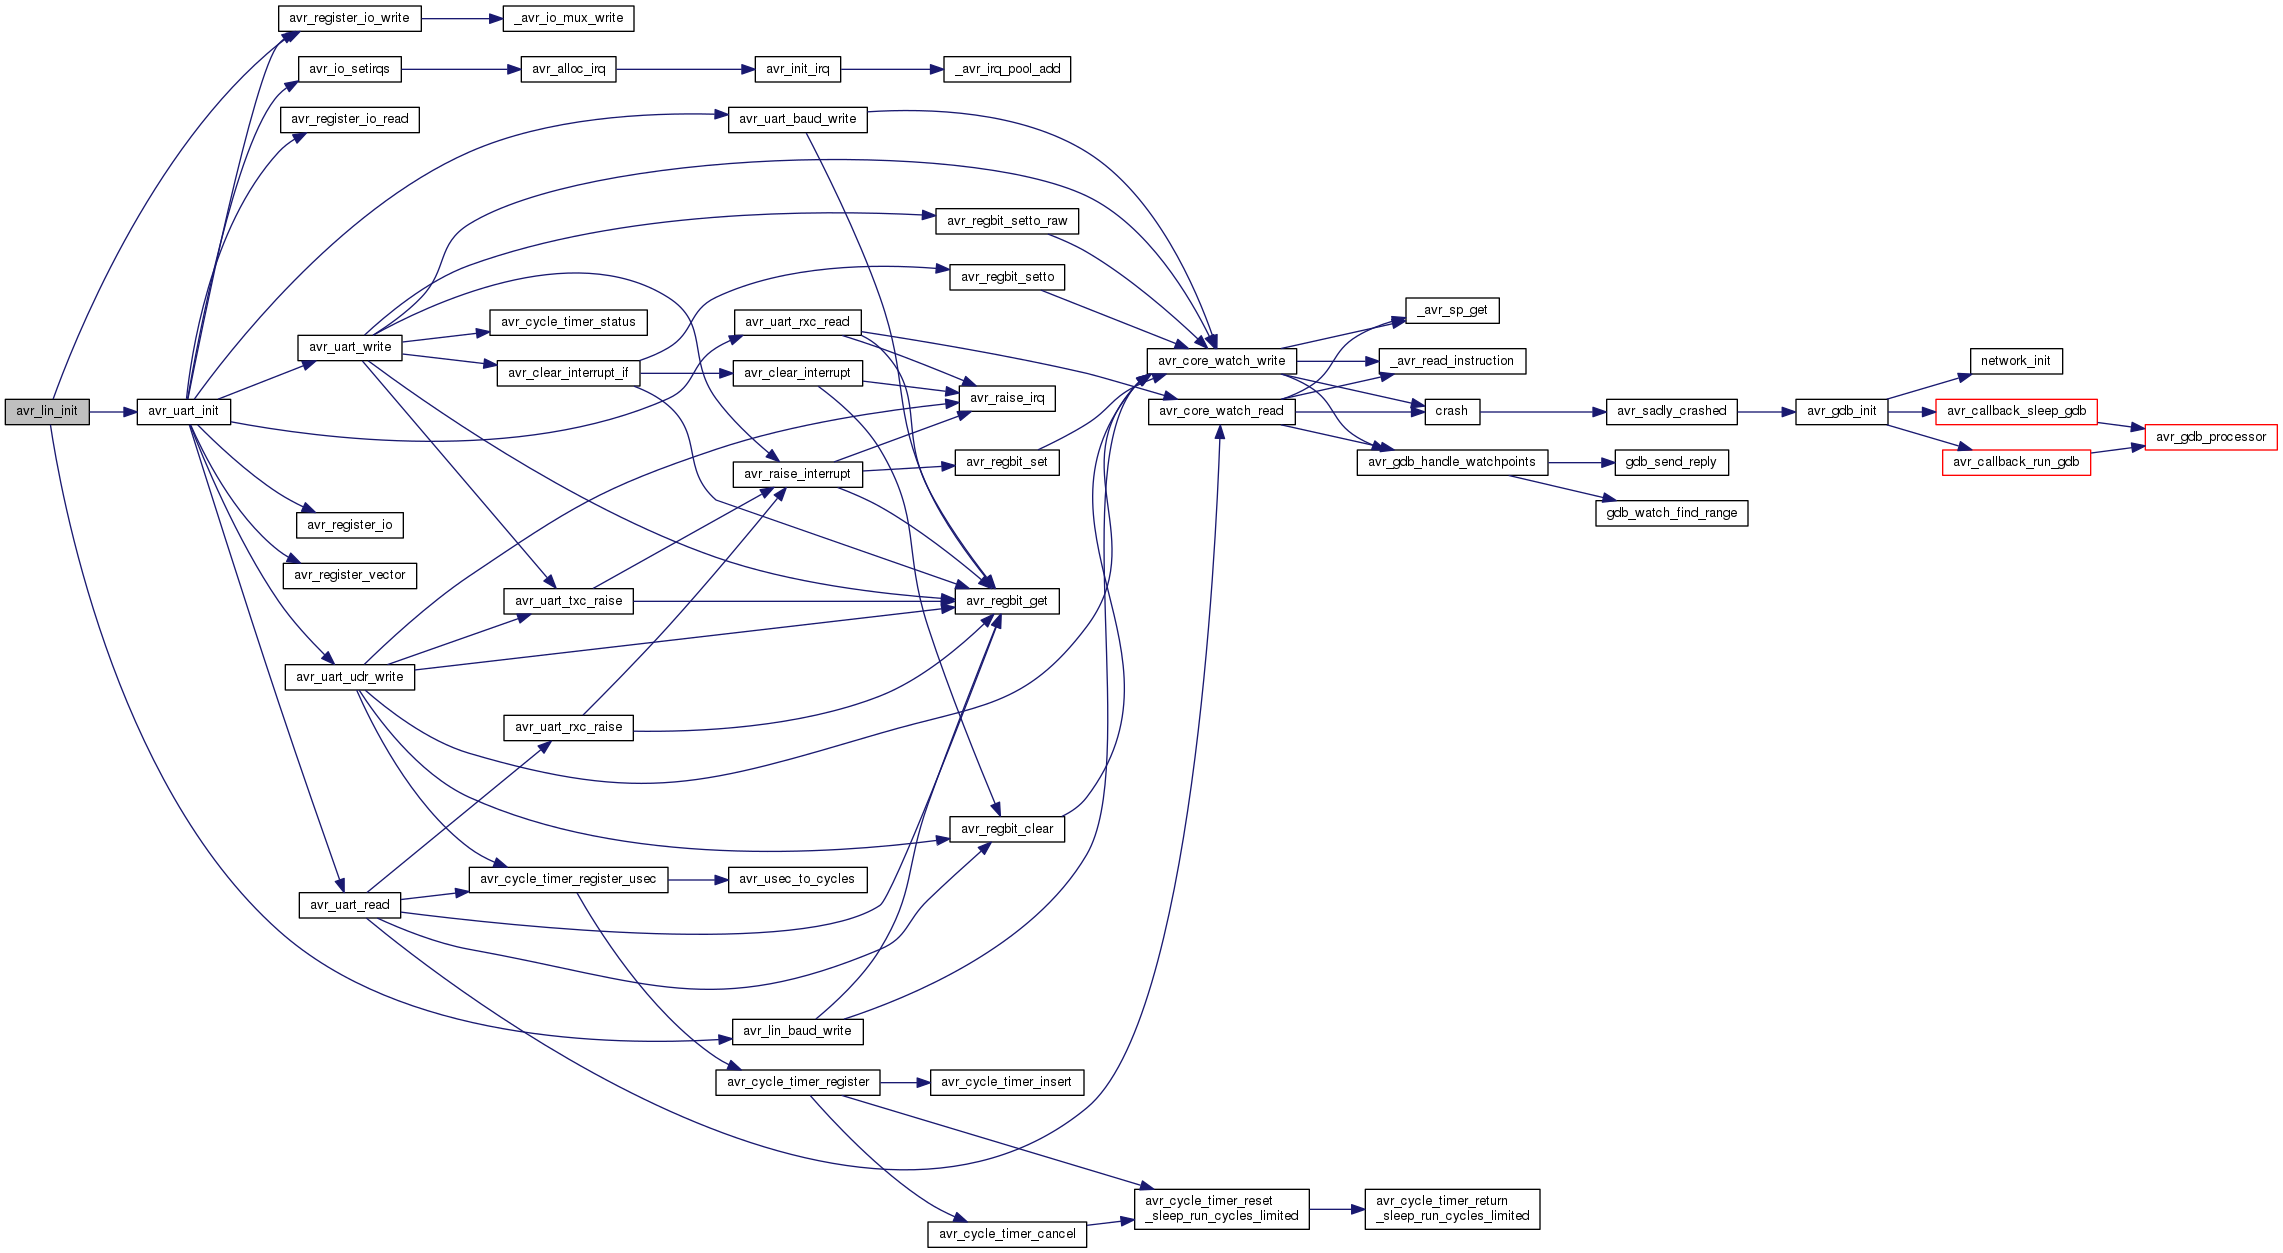 avr_register_io_write
_avr_io_mux_write
avr_io_setirqs
avr_alloc_irq
avr_init_irq
_avr_irq_pool_add
avr_register_io_read
avr_uart_baud_write
avr_regbit_setto_raw
avr_regbit_setto
_avr_sp_get
avr_cycle_timer_status
avr_uart_rxc_read
avr_uart_write
avr_core_watch_write
_avr_read_instruction
network_init
avr_clear_interrupt_if
avr_clear_interrupt
avr_raise_irq
avr_lin_init
avr_uart_init
avr_core_watch_read
crash
avr_sadly_crashed
avr_gdb_init
avr_callback_sleep_gdb
avr_gdb_processor
avr_raise_interrupt
avr_regbit_set
avr_gdb_handle_watchpoints
gdb_send_reply
avr_callback_run_gdb
gdb_watch_find_range
avr_register_io
avr_register_vector
avr_uart_txc_raise
avr_regbit_get
avr_uart_udr_write
avr_uart_rxc_raise
avr_regbit_clear
avr_cycle_timer_register_usec
avr_usec_to_cycles
avr_uart_read
avr_lin_baud_write
avr_cycle_timer_register
avr_cycle_timer_insert
avr_cycle_timer_reset
_sleep_run_cycles_limited
avr_cycle_timer_return
_sleep_run_cycles_limited
avr_cycle_timer_cancel